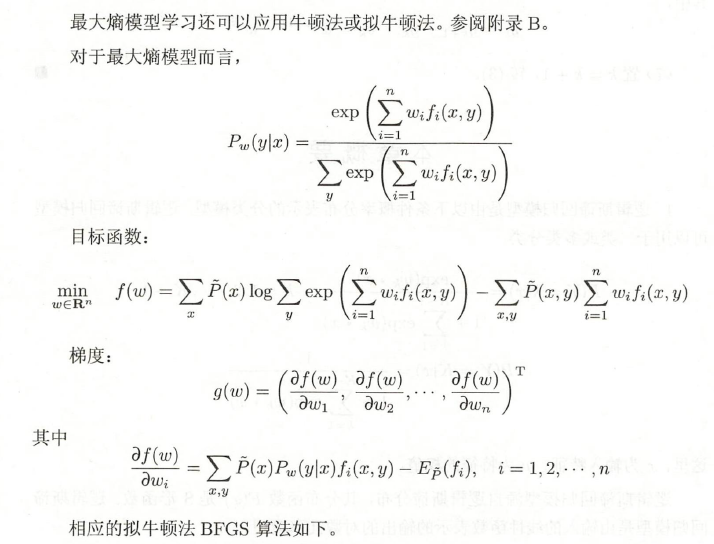 最大熵模型学习还可以应用牛顿法或拟牛顿法。参阅附录 B。
对于最大熵模型而言，
P_w(y|x) = \frac{\exp\left(\sum_{i=1}^{n} w_i f_i(x,y)\right)}{\sum_{y} \exp\left(\sum_{i=1}^{n} w_i f_i(x,y)\right)}
目标函数：
\min_{w \in \mathbf{R}^n} f(w) = \sum_{x} \tilde{P}(x) \log \sum_{y} \exp\left(\sum_{i=1}^{n} w_i f_i(x,y)\right) - \sum_{x,y} \tilde{P}(x,y) \sum_{i=1}^{n} w_i f_i(x,y)
梯度：
g(w) = \left(\frac{\partial f(w)}{\partial w_1}, \frac{\partial f(w)}{\partial w_2}, \cdots, \frac{\partial f(w)}{\partial w_n}\right)^{\mathrm{T}}
其中
\frac{\partial f(w)}{\partial w_i} = \sum_{x,y} \tilde{P}(x) P_w(y|x) f_i(x,y) - E_{\tilde{P}}(f_i), \quad i = 1, 2, \cdots, n
相应的拟牛顿法 BFGS 算法如下。